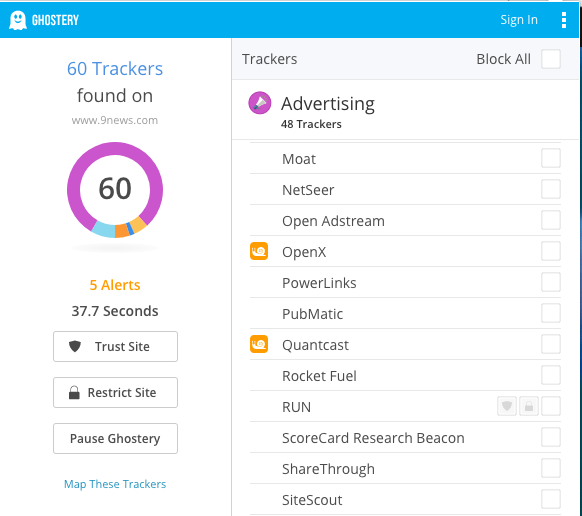 GHOSTERY
Sign In
60 Trackers
found on
www.9news.com
60
5 Alerts
37.7 Seconds
Trust Site
Restrict Site
Pause Ghostery
Map These Trackers
Trackers
Block All
Advertising
48 Trackers
Moat
NetSeer
Open Adstream
OpenX
PowerLinks
PubMatic
Quantcast
Rocket Fuel
RUN
ScoreCard Research Beacon
ShareThrough
SiteScout